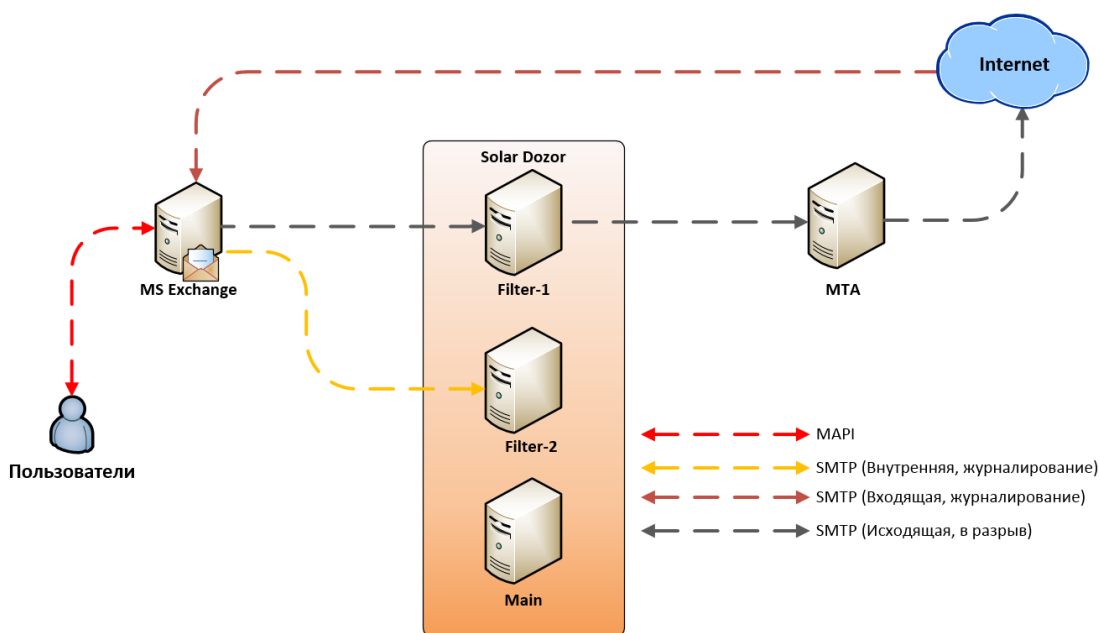 Internet
Solar Dozor
MS Exchange
Filter-1
MTA
Filter-2
Пользователи
Main
MAPI
SMTP (Внутренняя, журналирование)
SMTP (Входящая, журналирование)
SMTP (Исходящая, в разрыв)